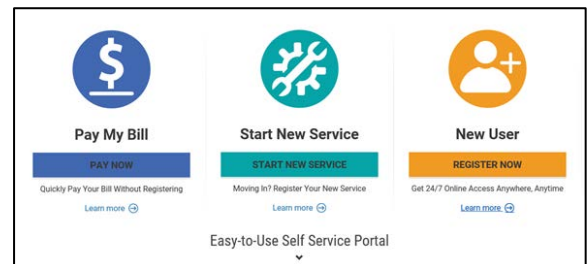 Pay My Bill
PAY NOW
Quickly Pay Your Bill Without Registering
Learn more
Start New Service
START NEW SERVICE
Moving In? Register Your New Service
Learn more
New User
REGISTER NOW
Get 24/7 Online Access Anywhere, Anytime
Learn more
Easy-to-Use Self Service Portal